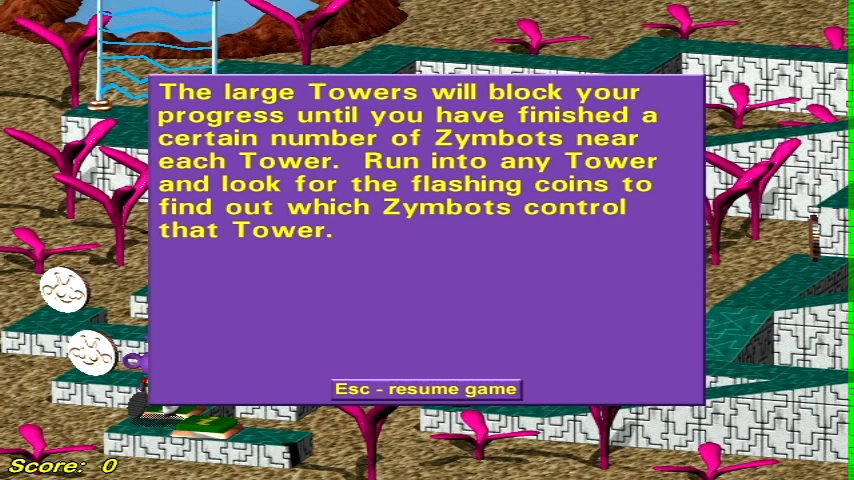 The large Towers will block your
progress until you have finished a
certain number of Zymbots near
each Tower.  Run into any Tower
and look for the flashing coins to
find out which Zymbots control
that Tower.
Esc - resume game
Score: 0